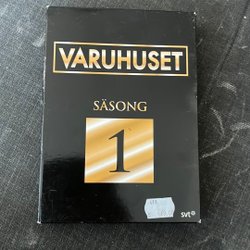 VARUHUSET
SÄSONG
1
svt